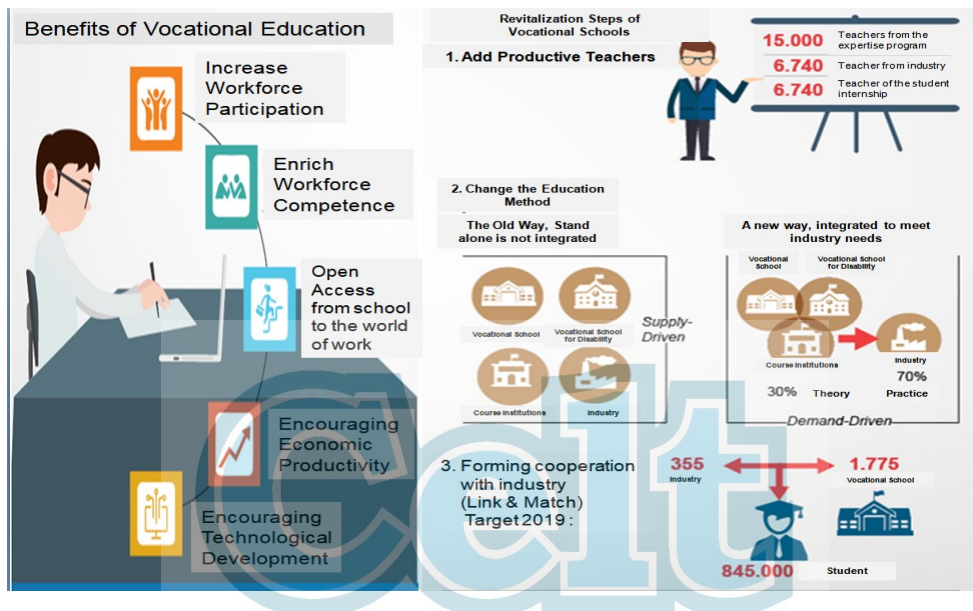 Benefits of Vocational Education
Increase
Workforce
Participation
Enrich
Workforce
Competence
Open
Access
from school
to the world
of work
Encouraging
Economic
Productivity
Encouraging
Technological
Development
Revitalization Steps of
Vocational Schools
1. Add Productive Teachers
15.000 Teachers from the
expertise program
6.740 Teacher from industry
6.740 Teacher of the student
internship
2. Change the Education
Method
The Old Way, Stand
alone is not integrated
Vocational School
Vocational School
for Disability
Course Institutions
Industry
Supply-
Driven
A new way, integrated to meet
industry needs
Vocational
School
Vocational School
for Disability
Course Institutions
Industry
30% Theory
70%
Practice
Demand-Driven
3. Forming cooperation
with industry
(Link & Match)
Target 2019 :
355
Industry
1.775
Vocational School
845.000 Student
Cclt